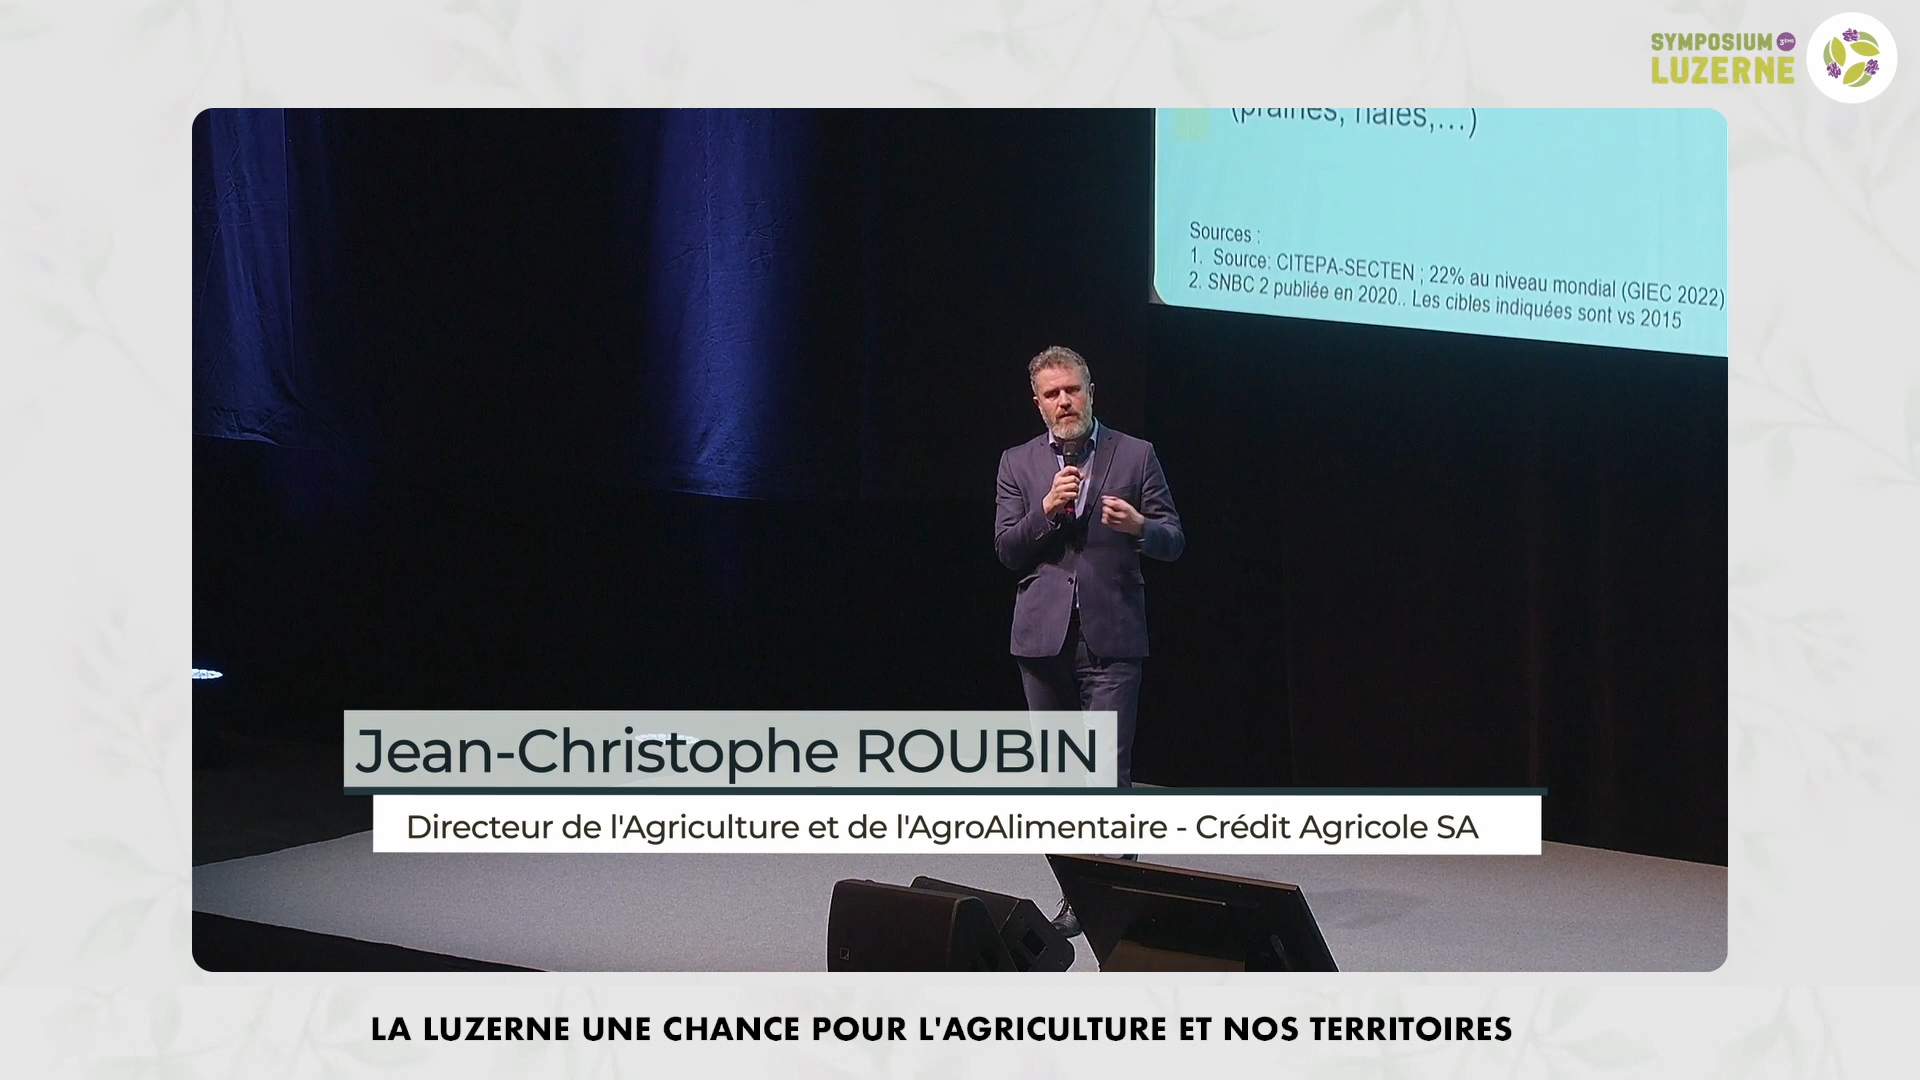 SYMPOSIUM 3ÈME
LUZERNE
(prairies, haies,...)
Sources :
1. Source: CITEPA-SECTEN ; 22% au niveau mondial (GIEC 2022)
2. SNBC 2 publiée en 2020.. Les cibles indiquées sont vs 2015
Jean-Christophe ROUBIN
Directeur de l'Agriculture et de l'AgroAlimentaire - Crédit Agricole SA
LA LUZERNE UNE CHANCE POUR L'AGRICULTURE ET NOS TERRITOIRES